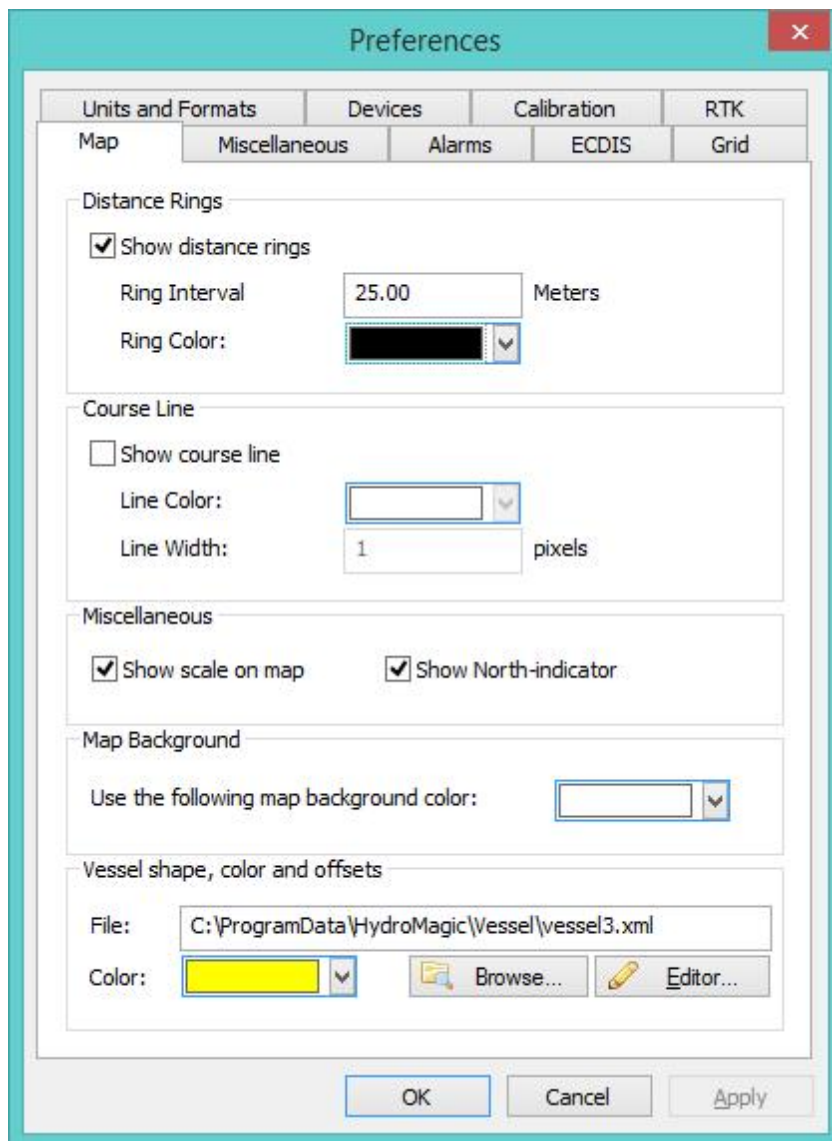 Preferences
Units and Formats Devices Calibration RTK
Map Miscellaneous Alarms ECDIS Grid
Distance Rings
Show distance rings
Ring Interval 25.00 Meters
Ring Color:
Course Line
Show course line
Line Color:
Line Width: 1 pixels
Miscellaneous
Show scale on map Show North-indicator
Map Background
Use the following map background color:
Vessel shape, color and offsets
File: C:\ProgramData\HydroMagic\Vessel\vessel3.xml
Color: Browse... Editor...
OK Cancel Apply